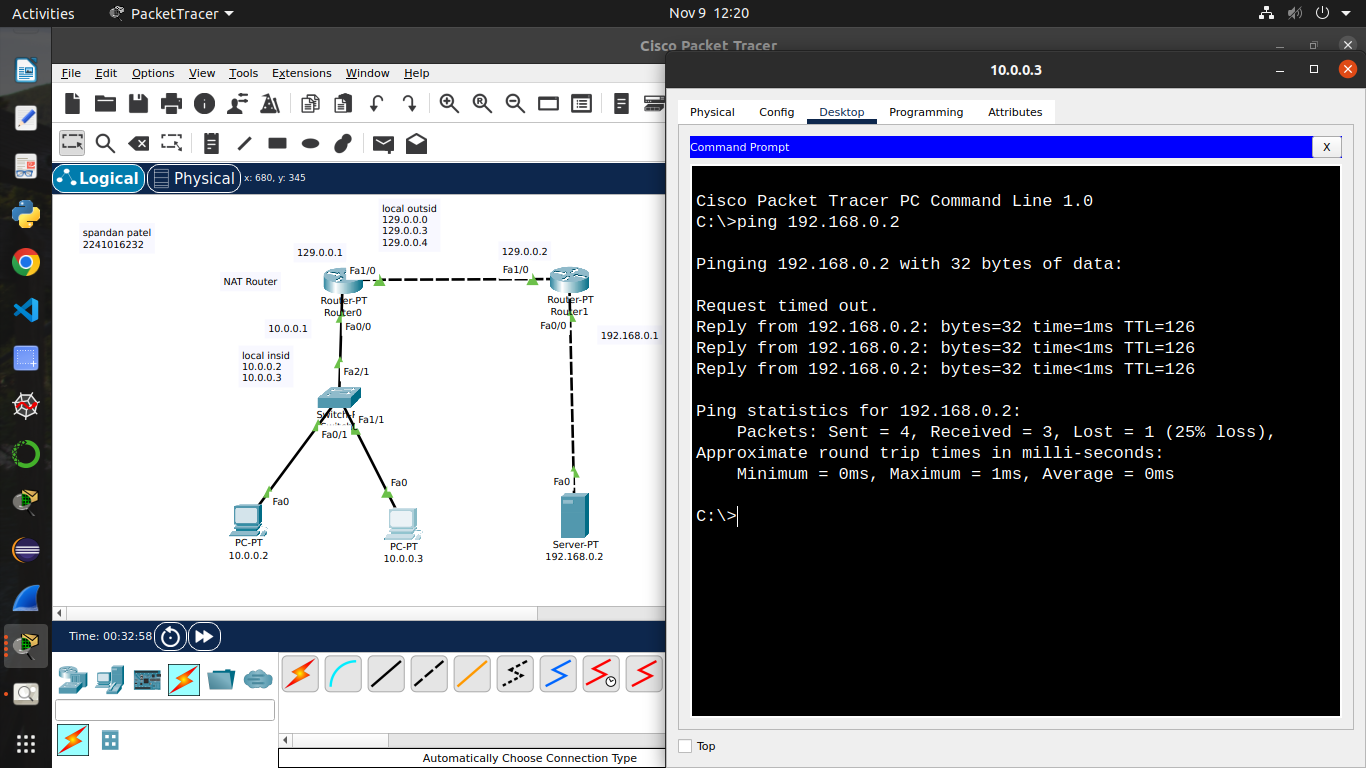 Activities
PacketTracer
Nov 9 12:20
Cisco Packet Tracer
File Edit Options View Tools Extensions Window Help
Logical
Physical
x: 680, y: 345
spandan patel
2241016232
local outsid
129.0.0.0
129.0.0.3
129.0.0.4
129.0.0.1
129.0.0.2
Fa1/0
Fa1/0
NAT Router
Router-PT
Router0
Router-PT
Router1
10.0.0.1
Fa0/0
Fa0/0
192.168.0.1
local insid
10.0.0.2
10.0.0.3
Fa2/1
Fa1/1
Fa0/1
Fa0
Fa0
Fa0
PC-PT
10.0.0.2
PC-PT
10.0.0.3
Server-PT
192.168.0.2
Time: 00:32:58
Automatically Choose Connection Type
10.0.0.3
Physical Config Desktop Programming Attributes
Command Prompt
X
Cisco Packet Tracer PC Command Line 1.0
C:\>ping 192.168.0.2
Pinging 192.168.0.2 with 32 bytes of data:
Request timed out.
Reply from 192.168.0.2: bytes=32 time=1ms TTL=126
Reply from 192.168.0.2: bytes=32 time<1ms TTL=126
Reply from 192.168.0.2: bytes=32 time<1ms TTL=126
Ping statistics for 192.168.0.2:
Packets: Sent = 4, Received = 3, Lost = 1 (25% loss),
Approximate round trip times in milli-seconds:
Minimum = 0ms, Maximum = 1ms, Average = 0ms
C:\>
Top